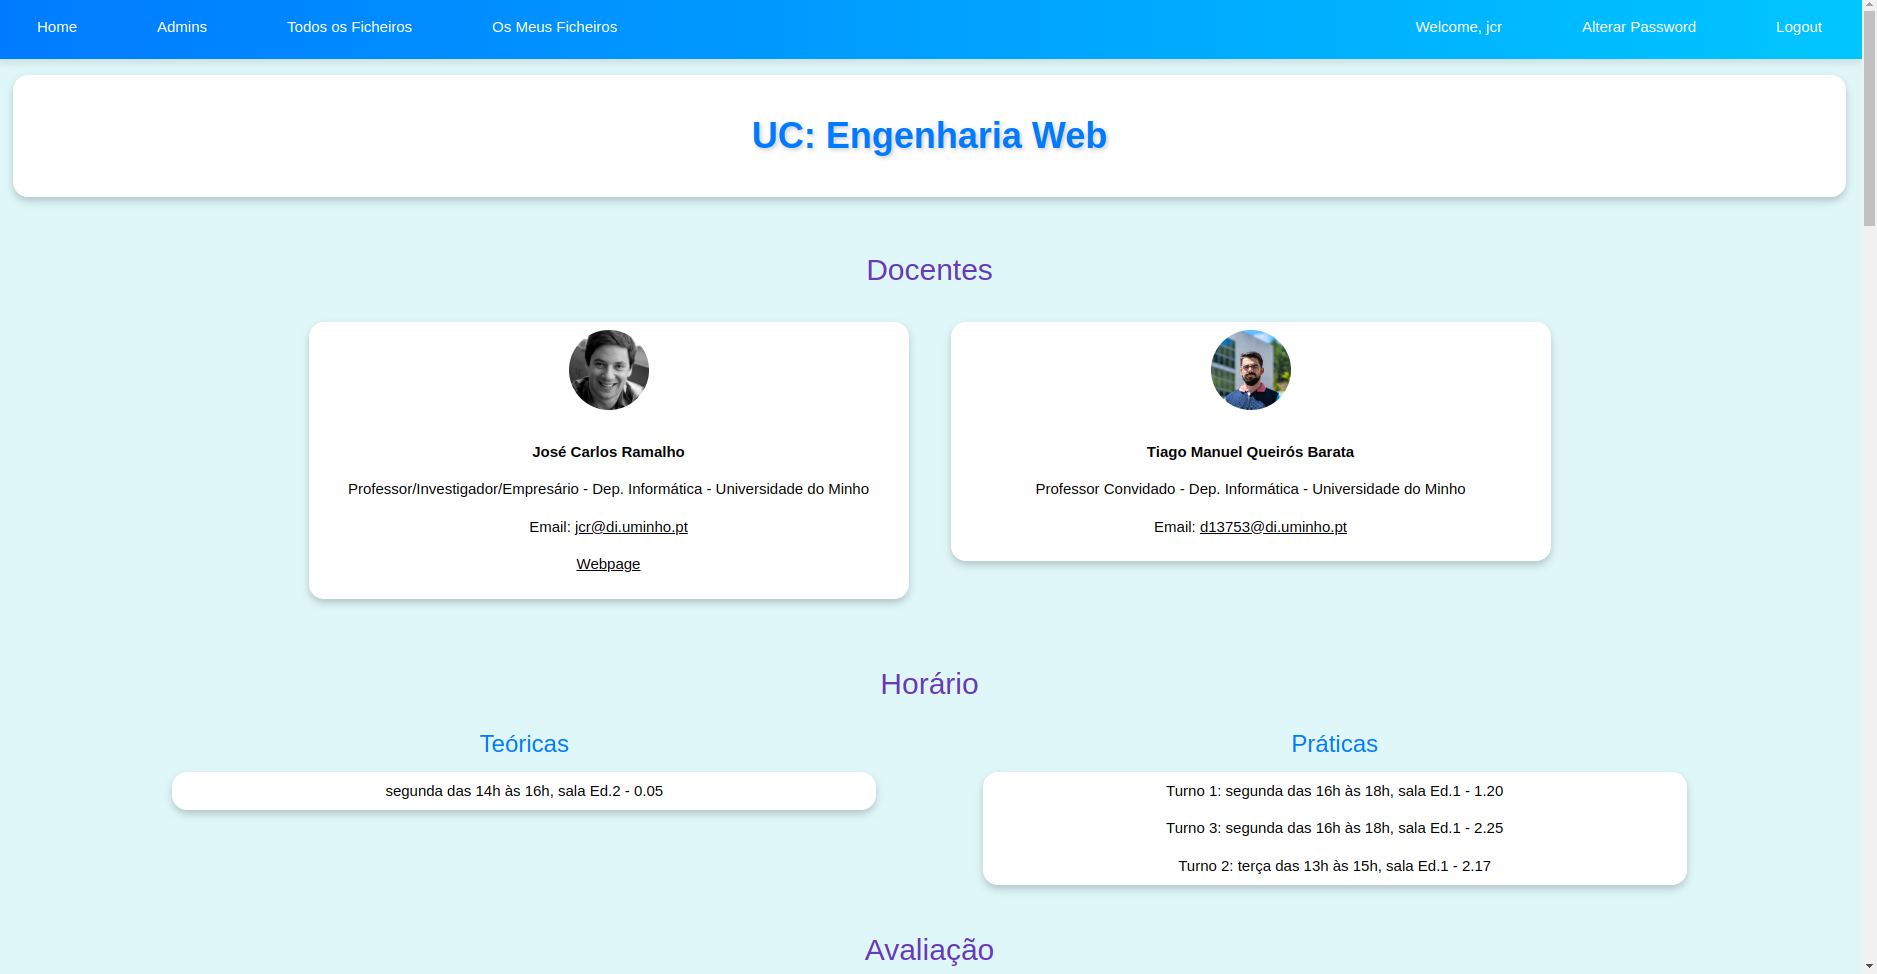 Home Admins Todos os Ficheiros Os Meus Ficheiros Welcome, jcr Alterar Password Logout
UC: Engenharia Web
Docentes
José Carlos Ramalho
Professor/Investigador/Empresário - Dep. Informática - Universidade do Minho
Email: jcr@di.uminho.pt
Webpage
Tiago Manuel Queirós Barata
Professor Convidado - Dep. Informática - Universidade do Minho
Email: d13753@di.uminho.pt
Horário
Teóricas
segunda das 14h às 16h, sala Ed.2 - 0.05
Práticas
Turno 1: segunda das 16h às 18h, sala Ed.1 - 1.20
Turno 3: segunda das 16h às 18h, sala Ed.1 - 2.25
Turno 2: terça das 13h às 15h, sala Ed.1 - 2.17
Avaliação